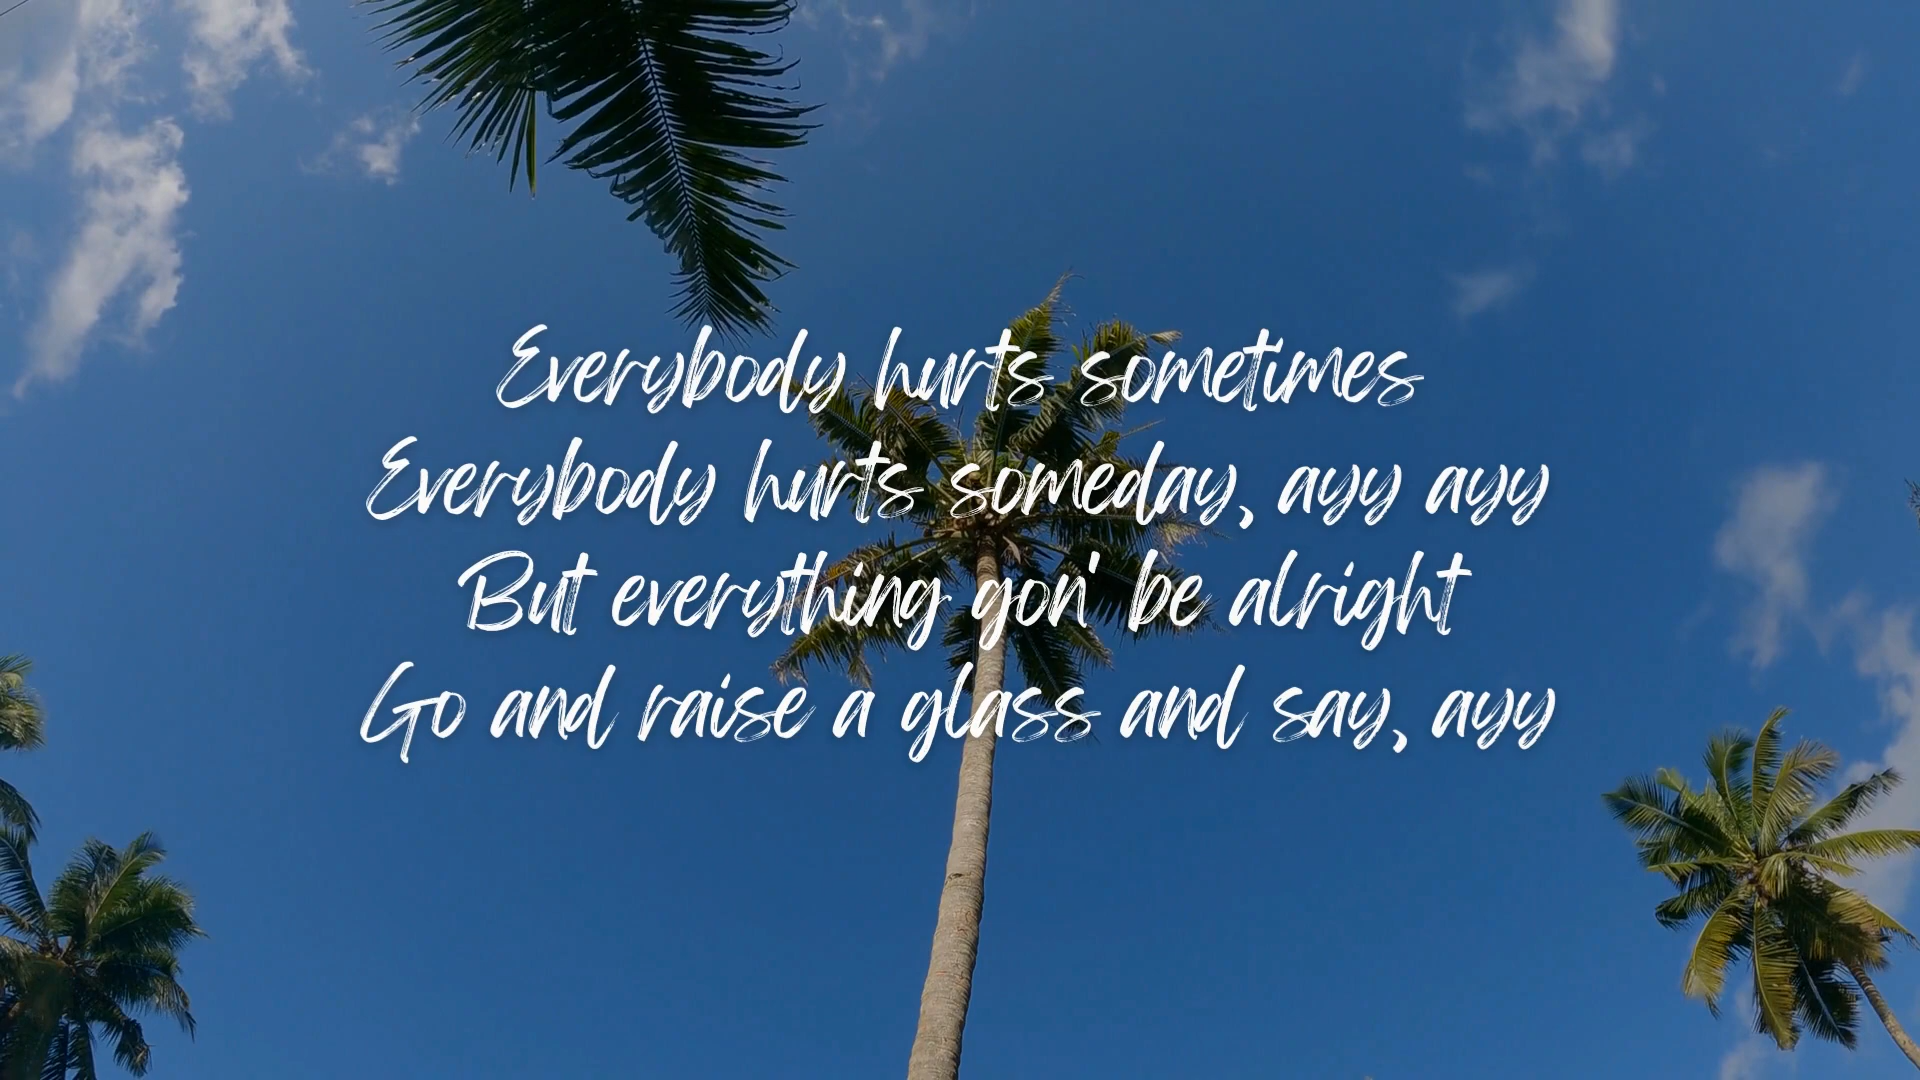 Everybody hurts sometimes
Everybody hurts someday, ayy ayy
But everything gon' be alright
Go and raise a glass and say, ayy